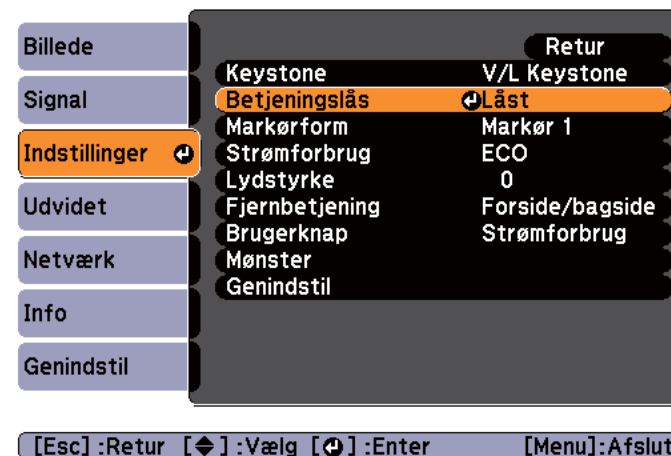 Billede
Signal
Indstillinger
Udvidet
Netværk
Info
Genindstil
Retur
Keystone V/L Keystone
Betjeningslås Låst
Markørform Markør 1
Strømforbrug ECO
Lydstyrke 0
Fjernbetjening Forside/bagside
Brugerknap Strømforbrug
Mønster
Genindstil
[Esc] :Retur [◆] :Vælg [⏎] :Enter [Menu]:Afslut